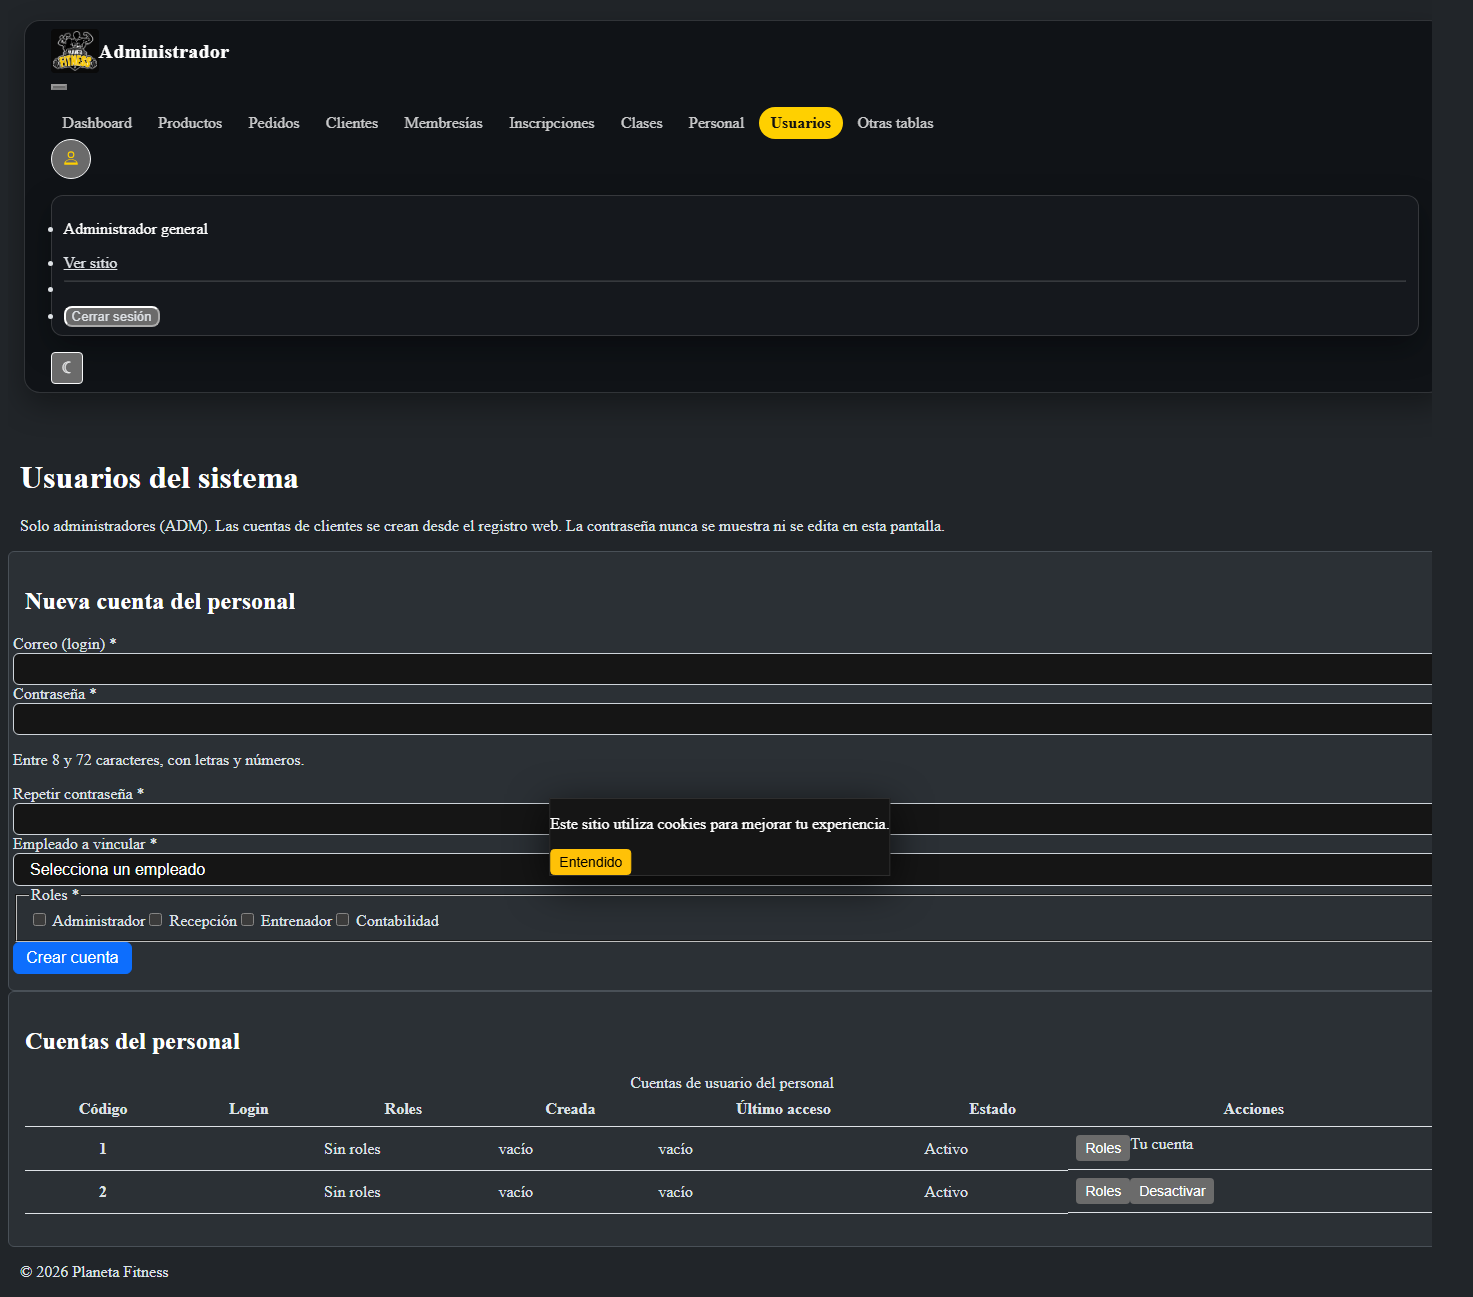 PLANETA
FITNESS
Administrador
Dashboard Productos Pedidos Clientes Membresías Inscripciones Clases Personal Usuarios Otras tablas
Administrador general
Ver sitio
Cerrar sesión
Usuarios del sistema
Solo administradores (ADM). Las cuentas de clientes se crean desde el registro web. La contraseña nunca se muestra ni se edita en esta pantalla.
Nueva cuenta del personal
Correo (login) *
Contraseña *
Entre 8 y 72 caracteres, con letras y números.
Repetir contraseña *
Este sitio utiliza cookies para mejorar tu experiencia.
Entendido
Empleado a vincular *
Selecciona un empleado
Roles *
Administrador Recepción Entrenador Contabilidad
Crear cuenta
Cuentas del personal
Cuentas de usuario del personal
Código Login Roles Creada Último acceso Estado Acciones
1 Sin roles vacío vacío Activo Roles Tu cuenta
2 Sin roles vacío vacío Activo Roles Desactivar
© 2026 Planeta Fitness